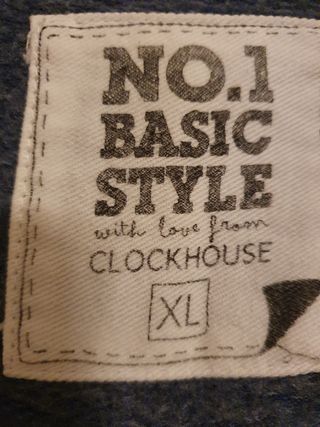 NO.1
BASIC
STYLE
with love from
CLOCKHOUSE
XL